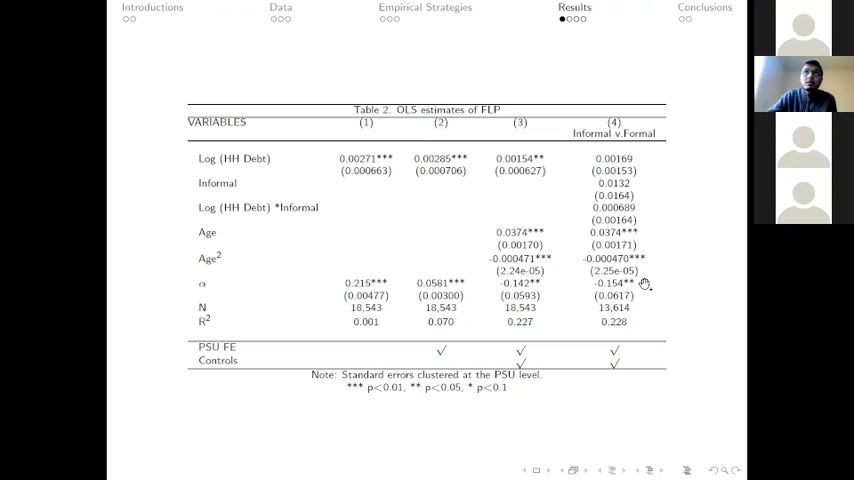 Introductions Data Empirical Strategies Results Conclusions
Table 2. OLS estimates of FLP
VARIABLES (1) (2) (3) (4)
Informal v.Formal
Log (HH Debt) 0.00271*** 0.00285*** 0.00154** 0.00169
(0.000663) (0.000706) (0.000627) (0.00153)
Informal 0.0132
(0.0164)
Log (HH Debt) *Informal 0.000689
(0.00164)
Age 0.0374*** 0.0374***
(0.00170) (0.00171)
Age² -0.000471*** -0.000470***
(2.24e-05) (2.25e-05)
α 0.215*** 0.0581*** -0.142** -0.154**
(0.00477) (0.00300) (0.0593) (0.0617)
N 18,543 18,543 18,543 13,614
R² 0.001 0.070 0.227 0.228
PSU FE √ √ √
Controls √ √
Note: Standard errors clustered at the PSU level.
*** p<0.01, ** p<0.05, * p<0.1